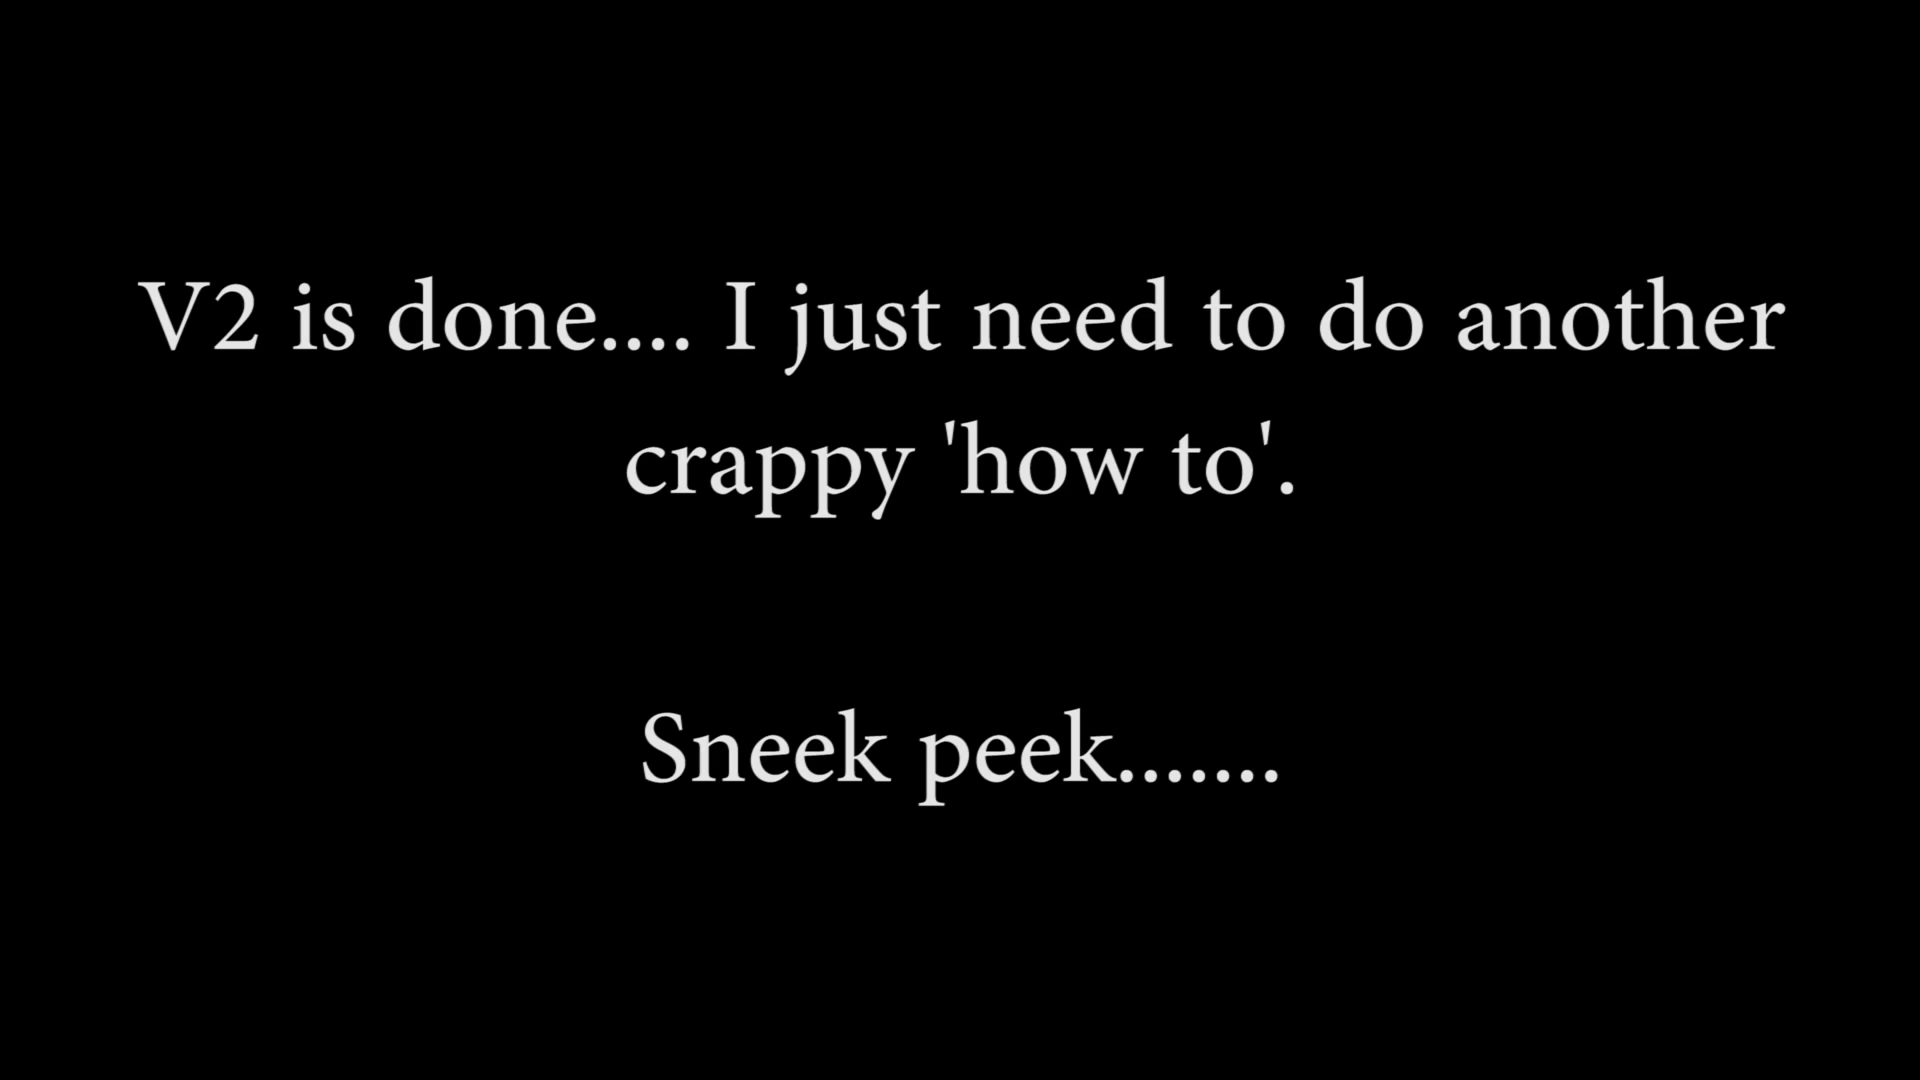 V2 is done.... I just need to do another
crappy 'how to'.
Sneek peek.......